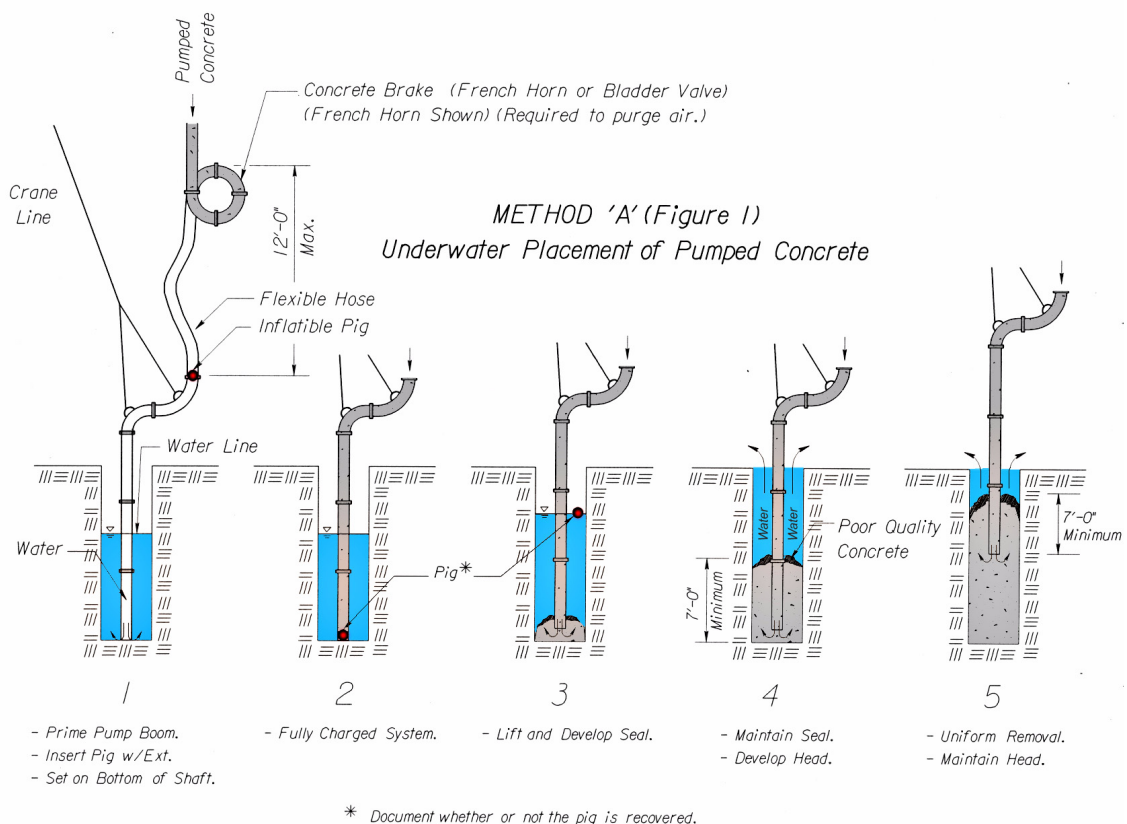 Pumped
Concrete
Concrete Brake (French Horn or Bladder Valve)
(French Horn Shown) (Required to purge air.)
Crane
Line
12'-0"
Max.
METHOD 'A' (Figure 1)
Underwater Placement of Pumped Concrete
Flexible Hose
Inflatible Pig
Water Line
Water
Pig*
Water
Water
Poor Quality
Concrete
7'-0"
Minimum
7'-0"
Minimum
1
2
3
4
5
- Prime Pump Boom.
- Insert Pig w/Ext.
- Set on Bottom of Shaft.
- Fully Charged System.
- Lift and Develop Seal.
- Maintain Seal.
- Develop Head.
- Uniform Removal.
- Maintain Head.
* Document whether or not the pig is recovered.